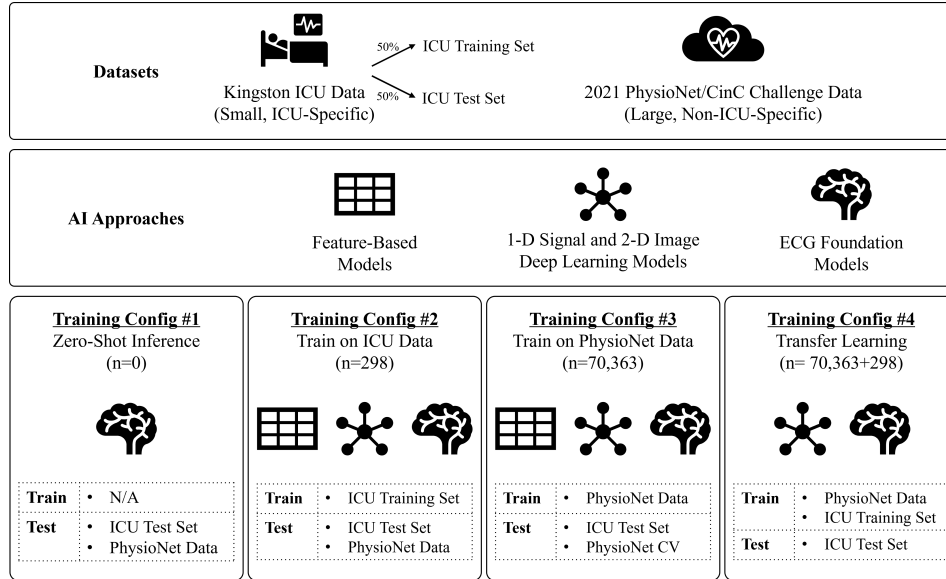 Datasets
Kingston ICU Data
(Small, ICU-Specific)
50%
ICU Training Set
50%
ICU Test Set
2021 PhysioNet/CinC Challenge Data
(Large, Non-ICU-Specific)
AI Approaches
Feature-Based
Models
1-D Signal and 2-D Image
Deep Learning Models
ECG Foundation
Models
Training Config #1
Zero-Shot Inference
(n=0)
Train
• N/A
Test
• ICU Test Set
• PhysioNet Data
Training Config #2
Train on ICU Data
(n=298)
Train
• ICU Training Set
Test
• ICU Test Set
• PhysioNet Data
Training Config #3
Train on PhysioNet Data
(n=70,363)
Train
• PhysioNet Data
Test
• ICU Test Set
• PhysioNet CV
Training Config #4
Transfer Learning
(n= 70,363+298)
Train
• PhysioNet Data
• ICU Training Set
Test
• ICU Test Set